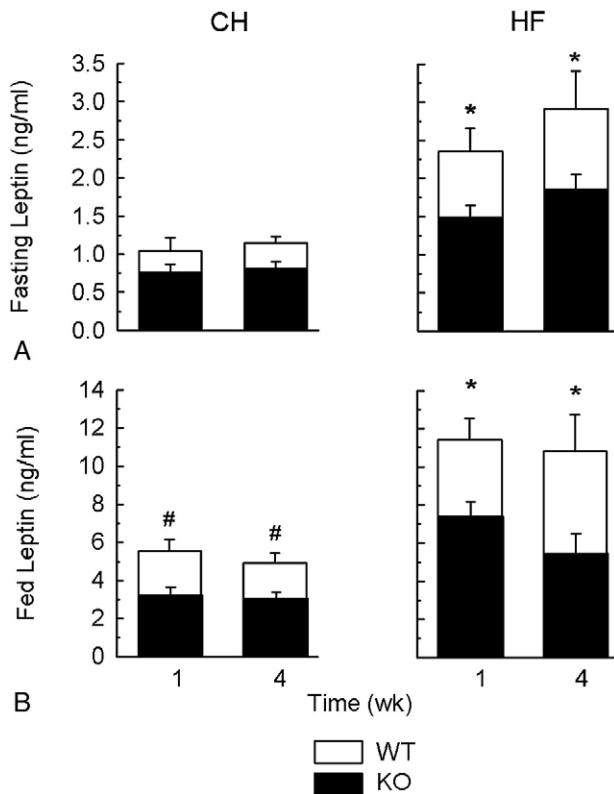 CH
HF
Fasting Leptin (ng/ml)
3.5
3.0
2.5
2.0
1.5
1.0
0.5
0.0
*
*
A
Fed Leptin (ng/ml)
14
12
10
8
6
4
2
0
#
#
*
*
1
4
1
4
B
Time (wk)
WT
KO